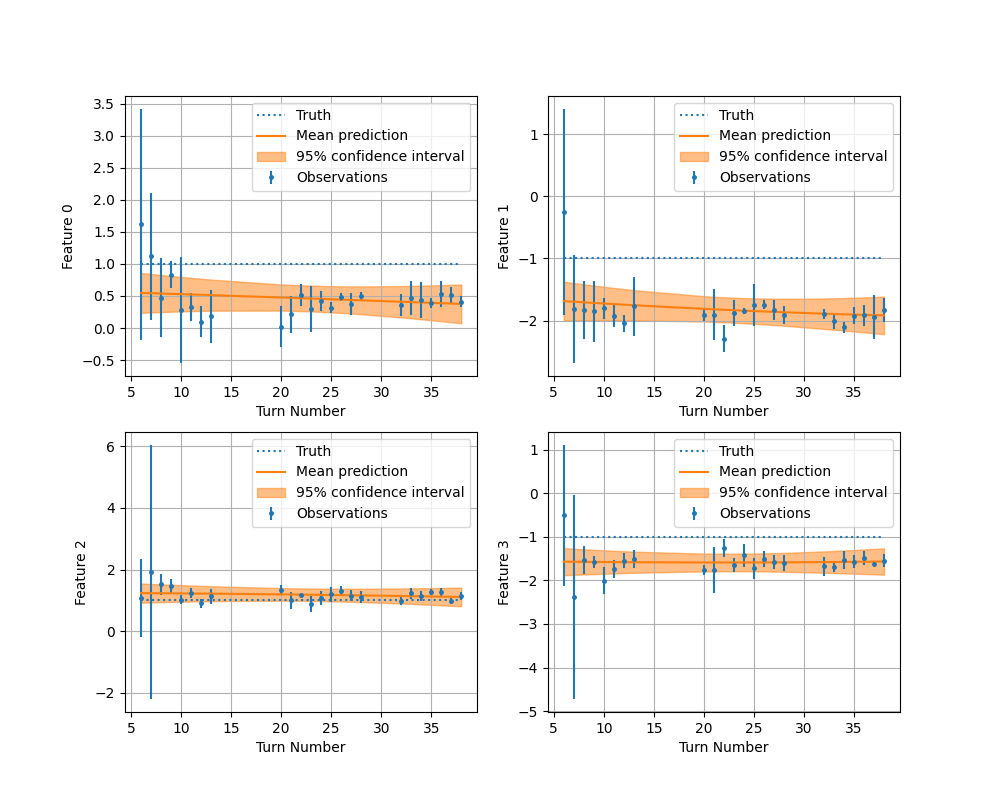 3.5
3.0
2.5
2.0
1.5
1.0
0.5
0.0
−0.5
Feature 0
5 10 15 20 25 30 35
Turn Number
Truth
Mean prediction
95% confidence interval
Observations
1
0
−1
−2
Feature 1
5 10 15 20 25 30 35
Turn Number
Truth
Mean prediction
95% confidence interval
Observations
6
4
2
0
−2
Feature 2
5 10 15 20 25 30 35
Turn Number
Truth
Mean prediction
95% confidence interval
Observations
1
0
−1
−2
−3
−4
−5
Feature 3
5 10 15 20 25 30 35
Turn Number
Truth
Mean prediction
95% confidence interval
Observations